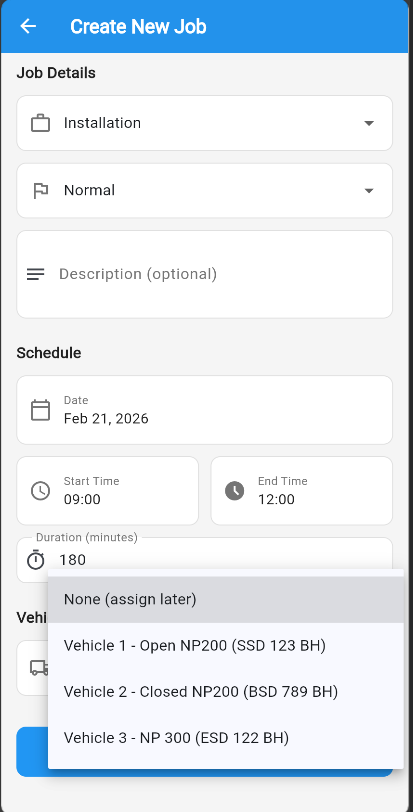 Create New Job
Job Details
Installation
Normal
Description (optional)
Schedule
Date
Feb 21, 2026
Start Time
09:00
End Time
12:00
Duration (minutes)
180
Vehi
None (assign later)
Vehicle 1 - Open NP200 (SSD 123 BH)
Vehicle 2 - Closed NP200 (BSD 789 BH)
Vehicle 3 - NP 300 (ESD 122 BH)